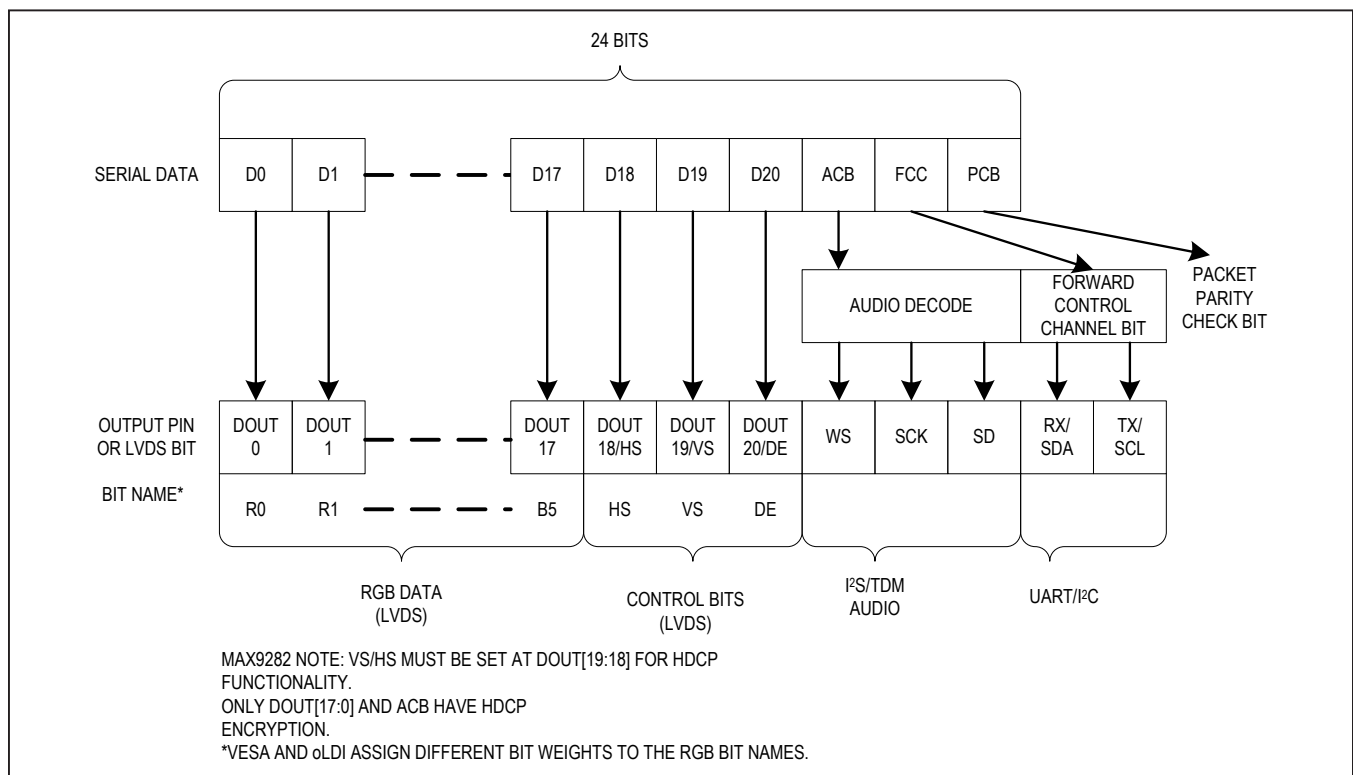 24 BITS
SERIAL DATA D0 D1 D17 D18 D19 D20 ACB FCC PCB
AUDIO DECODE
FORWARD
CONTROL
CHANNEL BIT
PACKET
PARITY
CHECK BIT
OUTPUT PIN
OR LVDS BIT
DOUT
0
DOUT
1
DOUT
17
DOUT
18/HS
DOUT
19/VS
DOUT
20/DE
WS
SCK
SD
RX/
SDA
TX/
SCL
BIT NAME*
R0 R1 B5 HS VS DE
RGB DATA
(LVDS)
CONTROL BITS
(LVDS)
I²S/TDM
AUDIO
UART/I²C
MAX9282 NOTE: VS/HS MUST BE SET AT DOUT[19:18] FOR HDCP
FUNCTIONALITY.
ONLY DOUT[17:0] AND ACB HAVE HDCP
ENCRYPTION.
*VESA AND oLDI ASSIGN DIFFERENT BIT WEIGHTS TO THE RGB BIT NAMES.